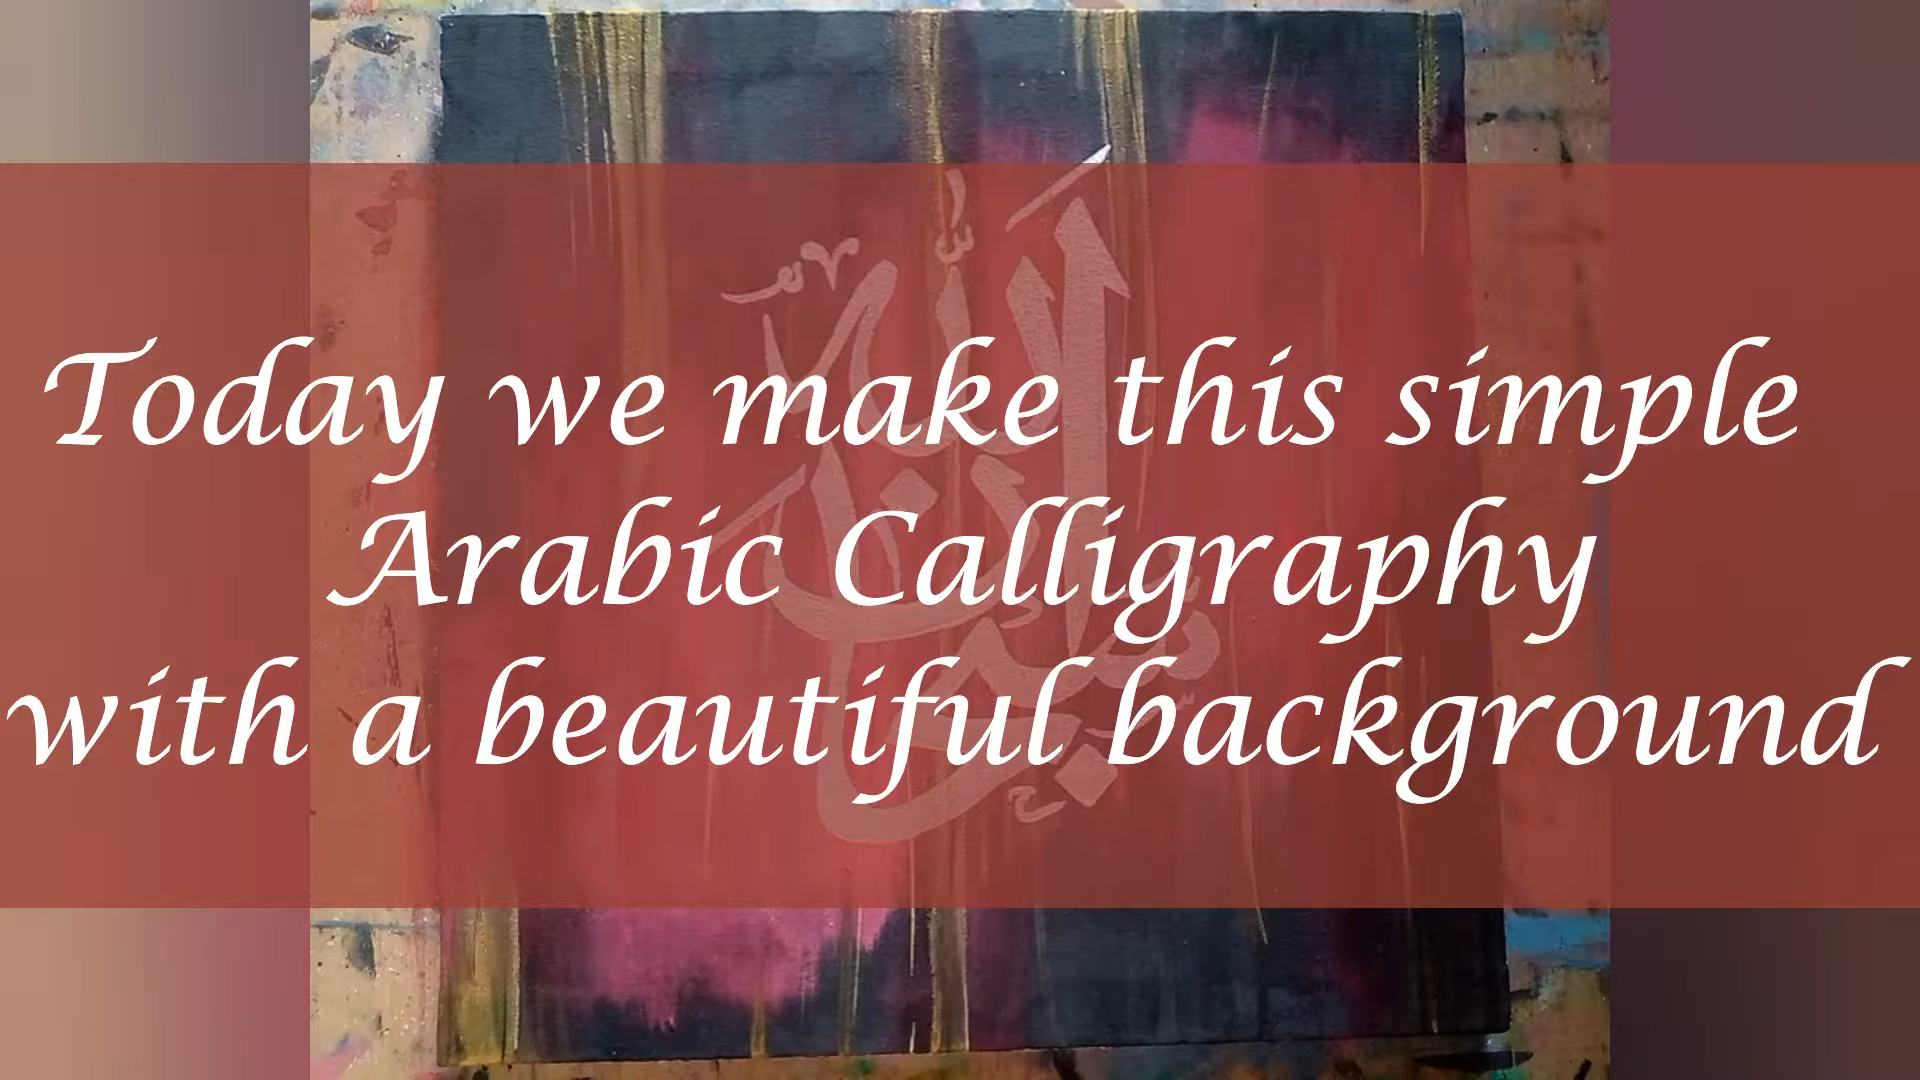 Today we make this simple
Arabic Calligraphy
with a beautiful background